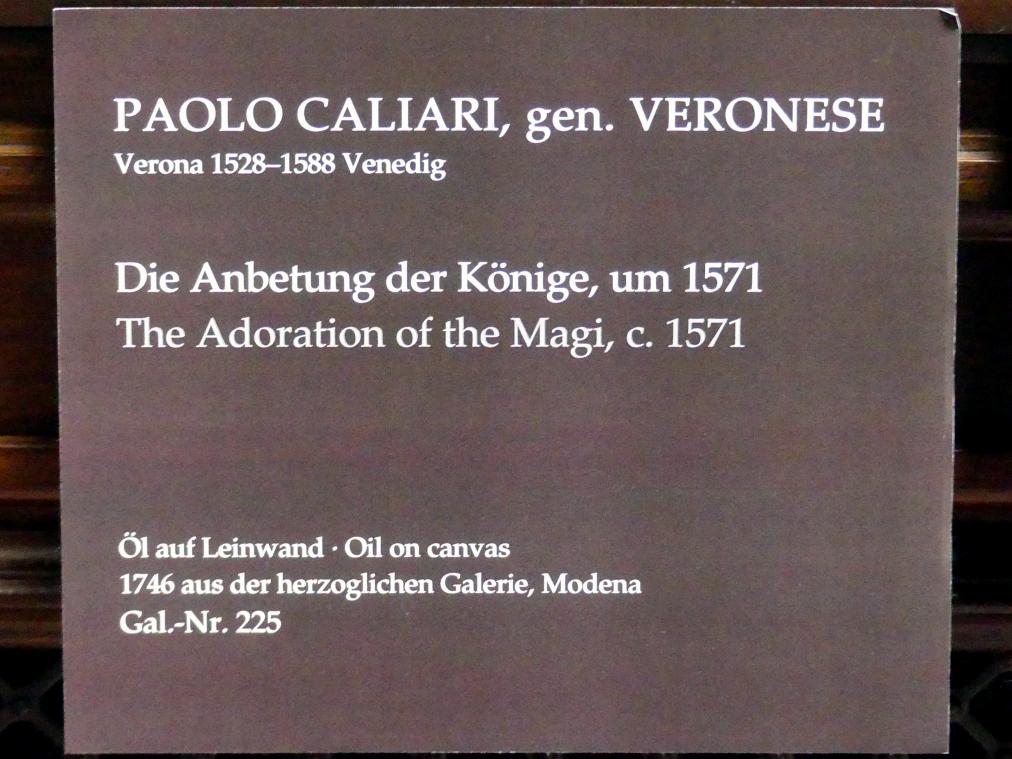 PAOLO CALIARI, gen. VERONESE
Verona 1528–1588 Venedig
Die Anbetung der Könige, um 1571
The Adoration of the Magi, c. 1571
Öl auf Leinwand · Oil on canvas
1746 aus der herzoglichen Galerie, Modena
Gal.-Nr. 225